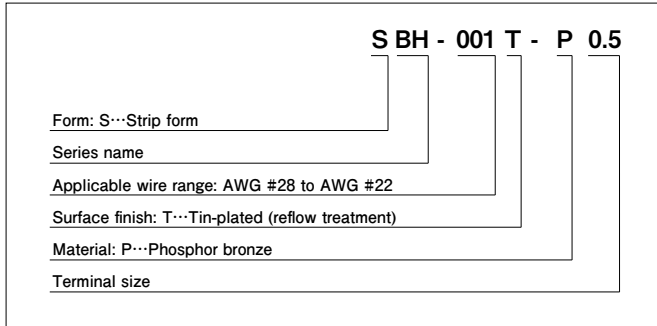 S BH - 001 T - P 0.5
Form: S⋯Strip form
Series name
Applicable wire range: AWG #28 to AWG #22
Surface finish: T⋯Tin-plated (reflow treatment)
Material: P⋯Phosphor bronze
Terminal size